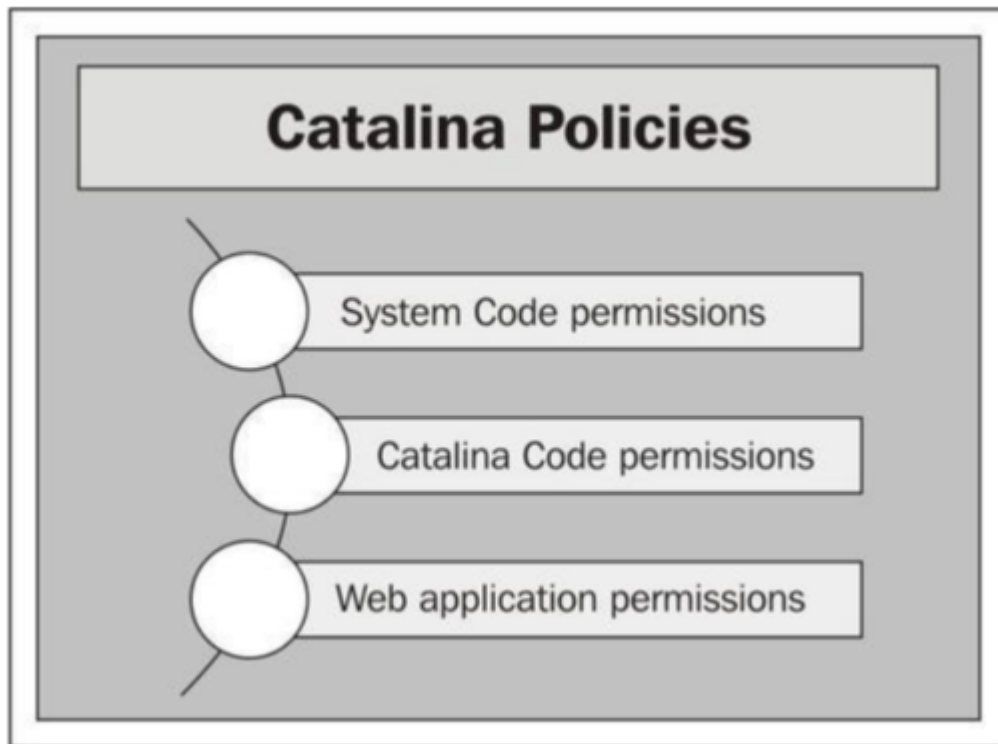 Catalina Policies
System Code permissions
Catalina Code permissions
Web application permissions